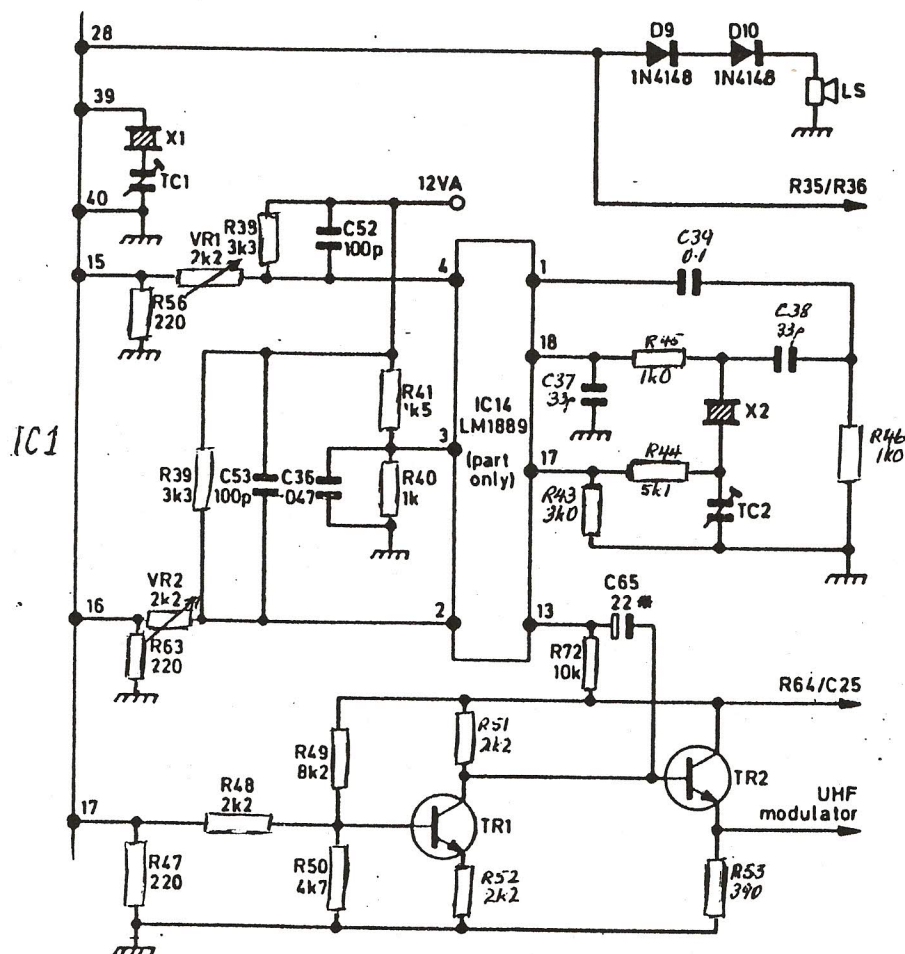 28
D9
1N4148
D10
1N4148
LS
39
X1
TC1
40
12VA
R35/R36
R38
3k3
C52
100p
VR1
2k2
15
R56
220
4
1
C34
0.1
18
R45
1k0
C38
33p
C37
33p
X2
IC1
R41
1k5
3
IC14
LM1889
(part
only)
17
R44
5k1
R46
1k0
R39
3k3
C53
100p
C36
.047
R40
1k
R43
3k0
TC2
VR2
2k2
16
R63
220
2
13
C65
22 *
R72
10k
R64/C25
R49
8k2
R51
2k2
R48
2k2
17
TR1
TR2
UHF
modulator
R47
220
R50
4k7
R52
2k2
R53
390